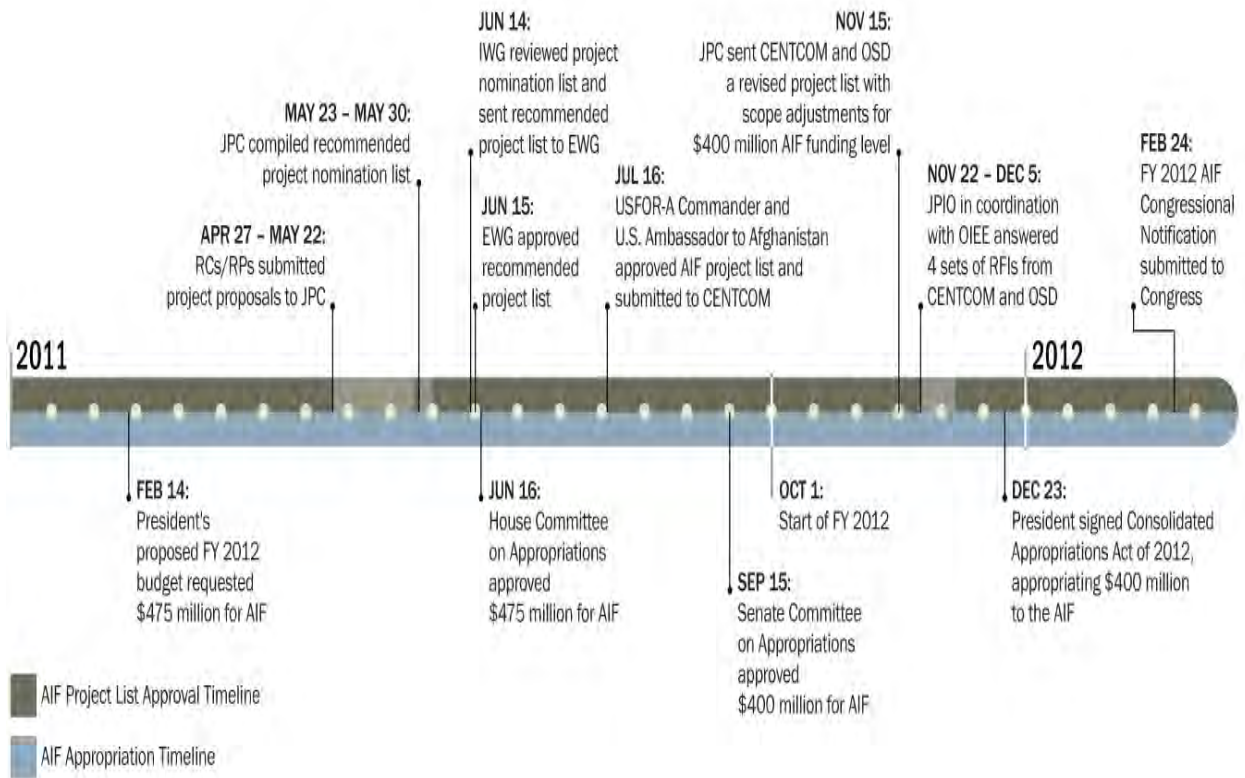 JUN 14:
IWG reviewed project
nomination list and
sent recommended
project list to EWG
NOV 15:
JPC sent CENTCOM and OSD
a revised project list with
scope adjustments for
$400 million AIF funding level
MAY 23 – MAY 30:
JPC compiled recommended
project nomination list
FEB 24:
FY 2012 AIF
Congressional
Notification
submitted to
Congress
JUL 16:
USFOR-A Commander and
U.S. Ambassador to Afghanistan
approved AIF project list and
submitted to CENTCOM
NOV 22 – DEC 5:
JPIO in coordination
with OIEE answered
4 sets of RFIs from
CENTCOM and OSD
JUN 15:
EWG approved
recommended
project list
APR 27 – MAY 22:
RCs/RPs submitted
project proposals to JPC
2011
2012
FEB 14:
President's
proposed FY 2012
budget requested
$475 million for AIF
JUN 16:
House Committee
on Appropriations
approved
$475 million for AIF
OCT 1:
Start of FY 2012
DEC 23:
President signed Consolidated
Appropriations Act of 2012,
appropriating $400 million
to the AIF
SEP 15:
Senate Committee
on Appropriations
approved
$400 million for AIF
AIF Project List Approval Timeline
AIF Appropriation Timeline